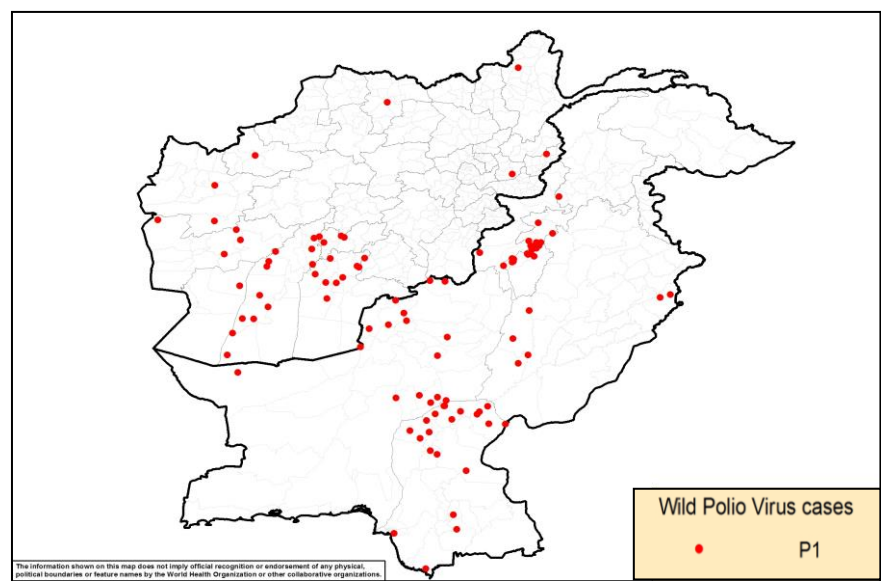 Wild Polio Virus cases
P1
The information shown on this map does not imply official recognition or endorsement of any physical,
political boundaries or feature names by the World Health Organization or other collaborative organizations.